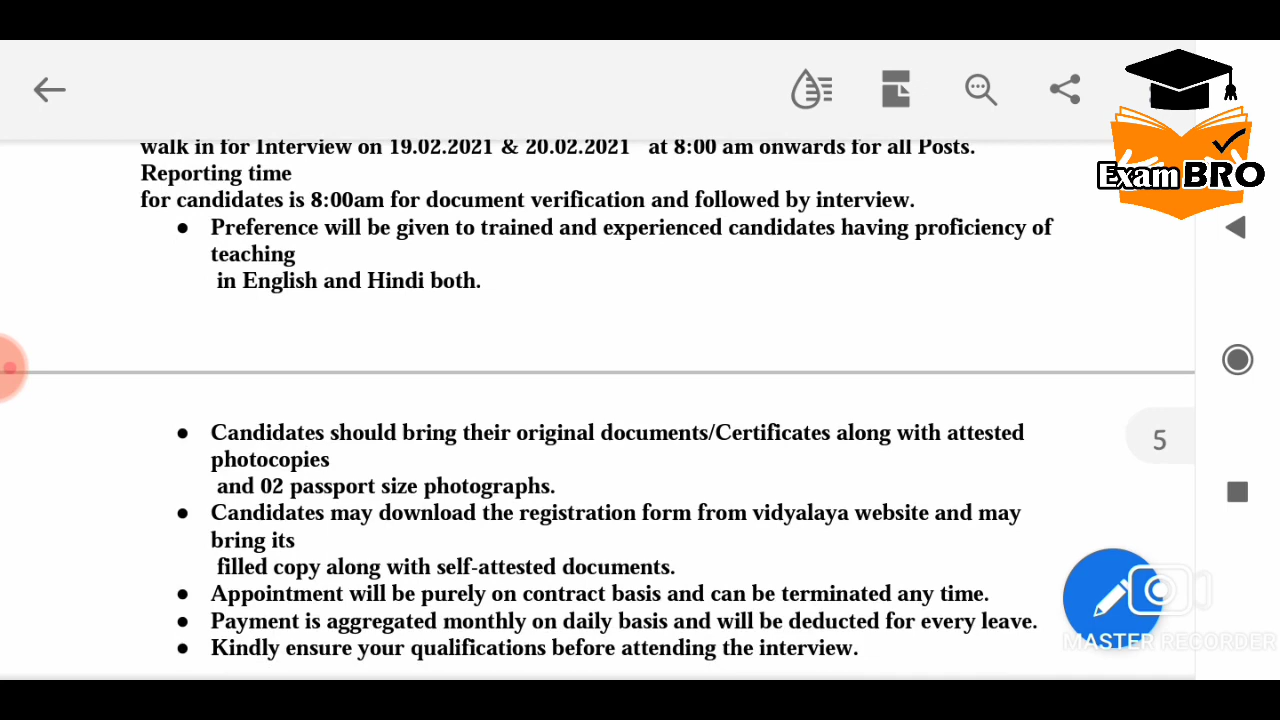 walk in for Interview on 19.02.2021 & 20.02.2021 at 8:00 am onwards for all Posts.
Reporting time
for candidates is 8:00am for document verification and followed by interview.
● Preference will be given to trained and experienced candidates having proficiency of
teaching
in English and Hindi both.
● Candidates should bring their original documents/Certificates along with attested
photocopies
and 02 passport size photographs.
● Candidates may download the registration form from vidyalaya website and may
bring its
filled copy along with self-attested documents.
● Appointment will be purely on contract basis and can be terminated any time.
● Payment is aggregated monthly on daily basis and will be deducted for every leave.
● Kindly ensure your qualifications before attending the interview.
Exam BRO
5
MASTER RECORDER